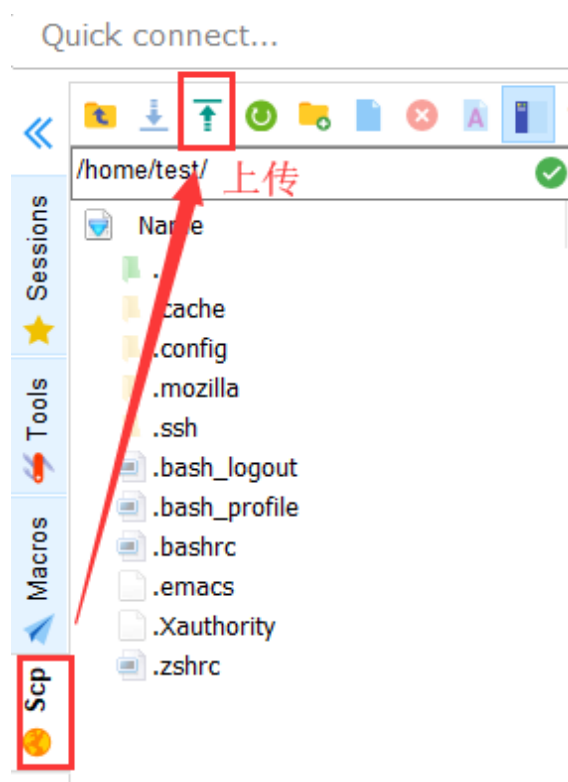 Quick connect...
/home/test/
上传
Name
..
.cache
.config
.mozilla
.ssh
.bash_logout
.bash_profile
.bashrc
.emacs
.Xauthority
.zshrc
Sessions
Tools
Macros
Scp